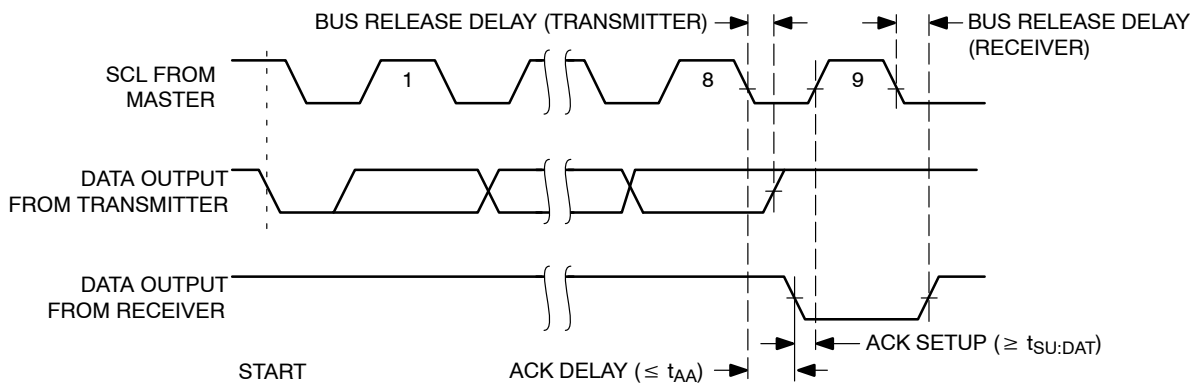 BUS RELEASE DELAY (TRANSMITTER)
BUS RELEASE DELAY
(RECEIVER)
SCL FROM
MASTER
1
8
9
DATA OUTPUT
FROM TRANSMITTER
DATA OUTPUT
FROM RECEIVER
START
ACK DELAY (≤ tAA)
ACK SETUP (≥ tSU:DAT)